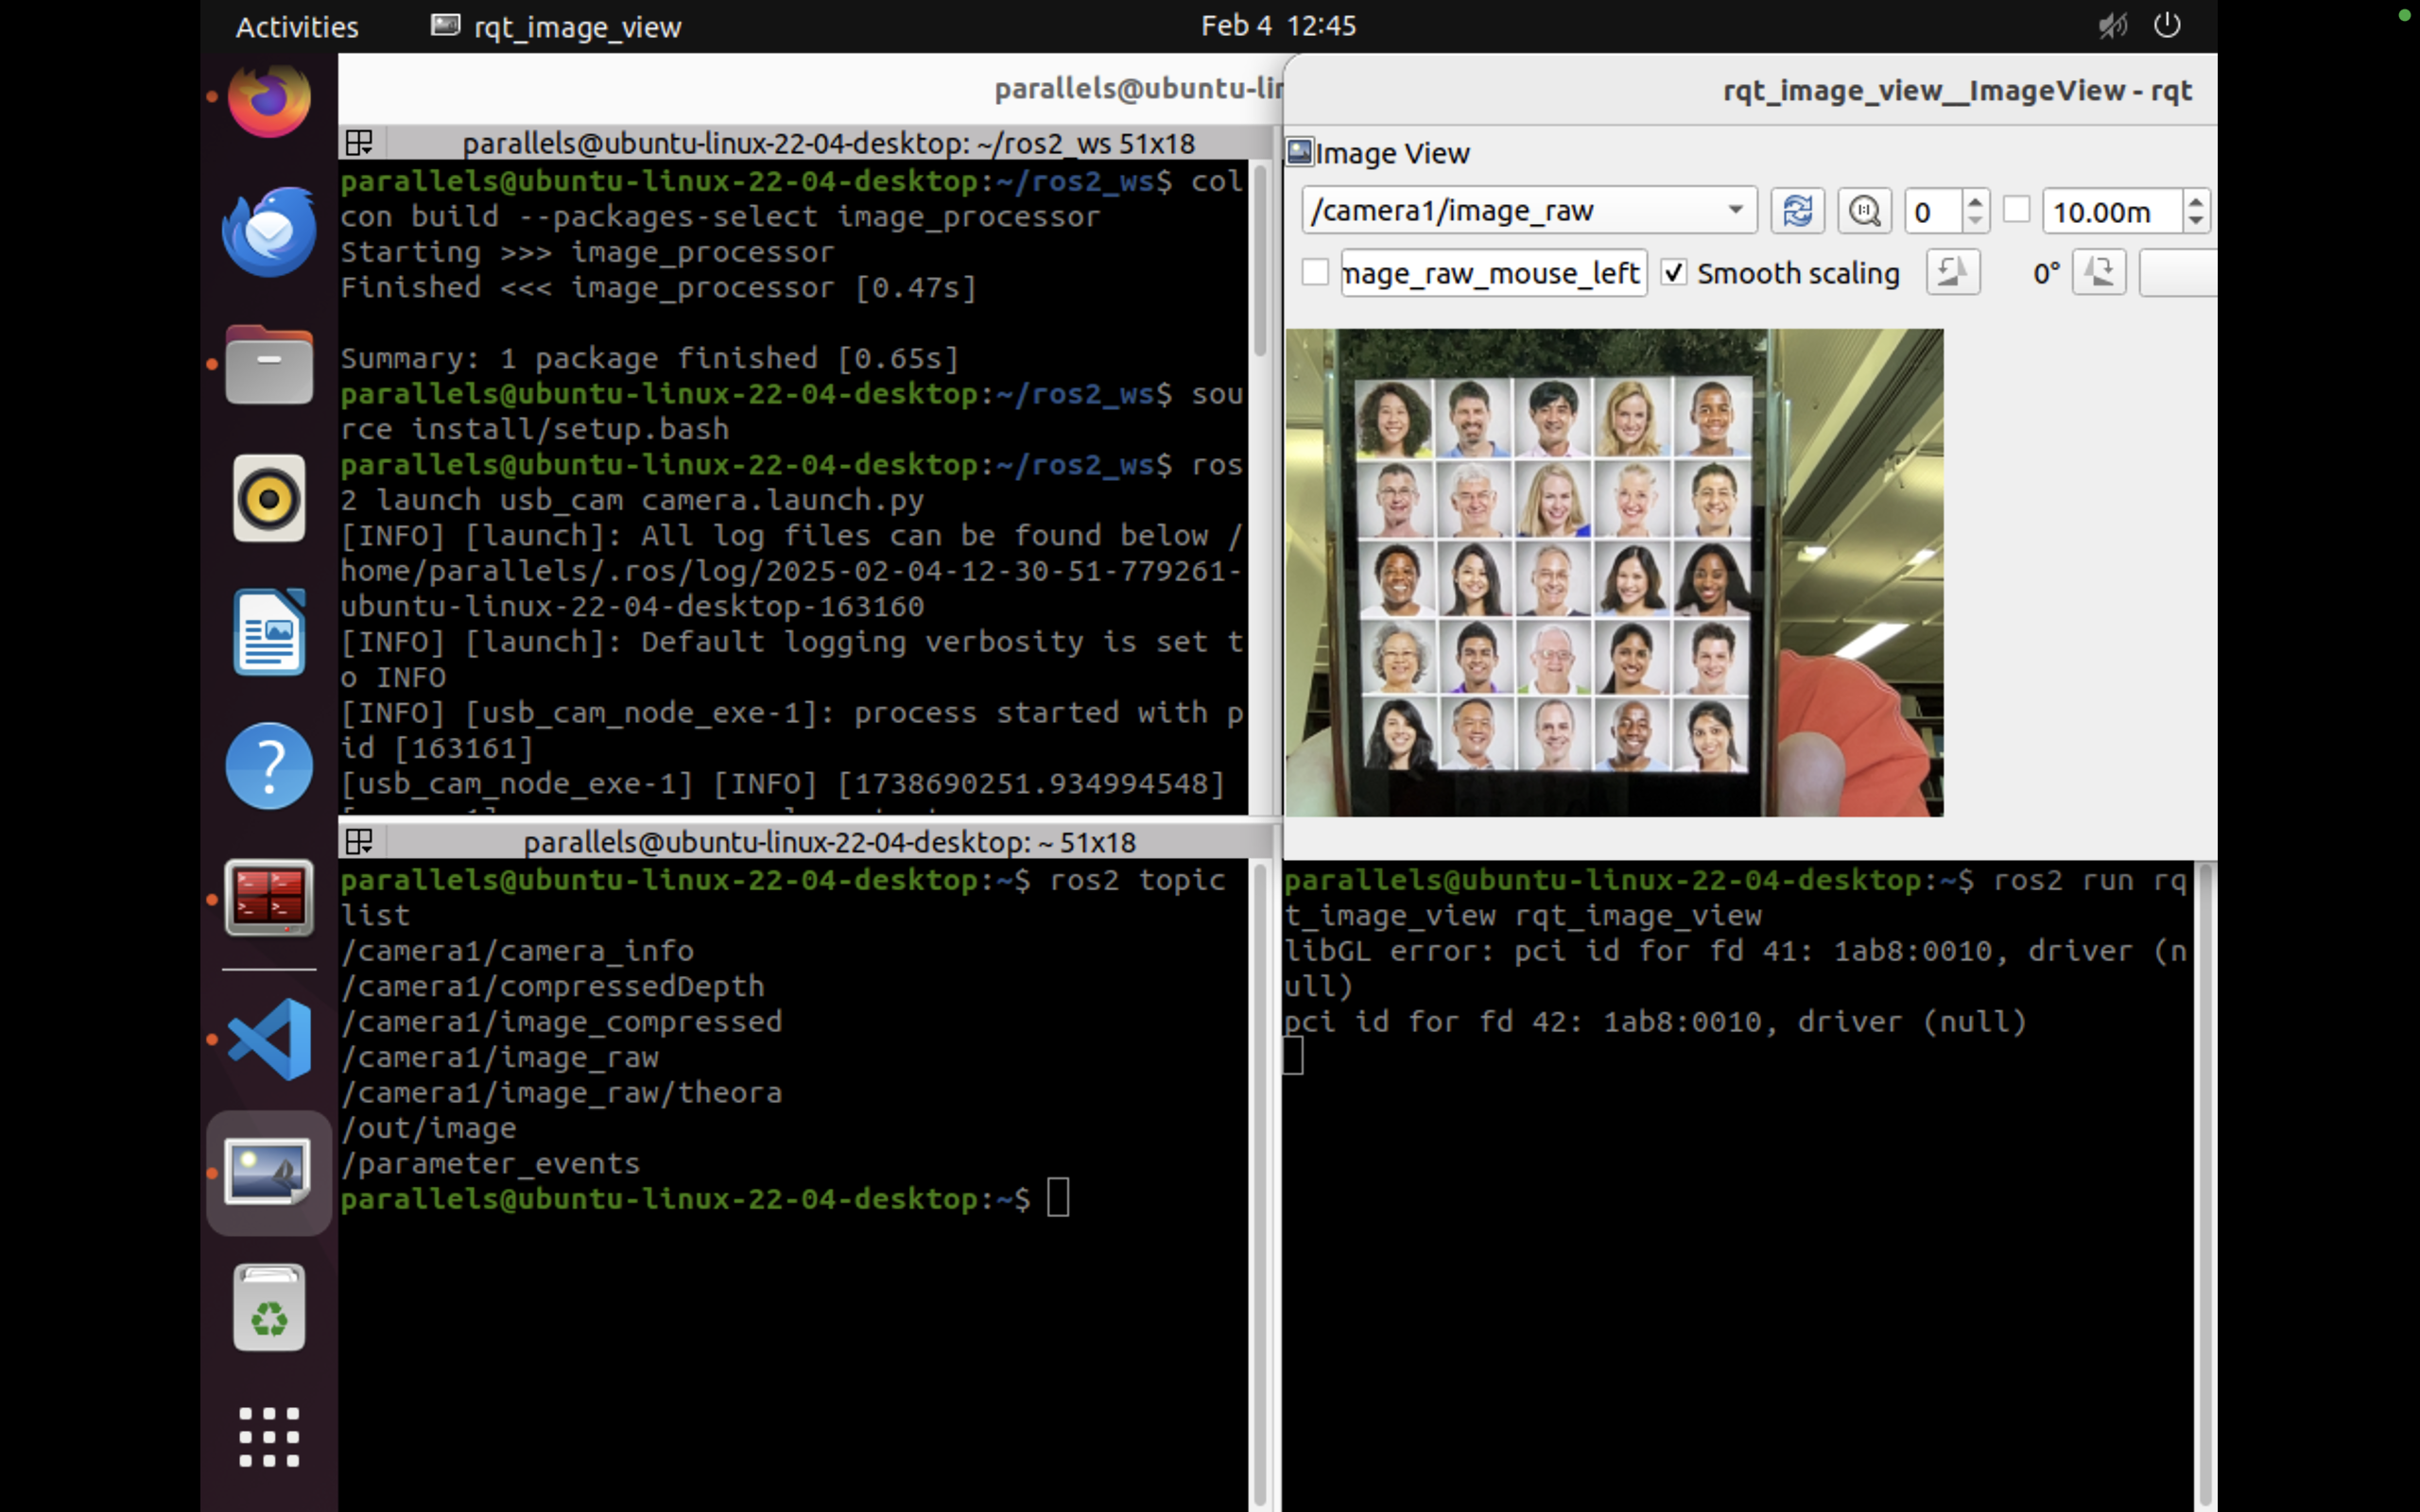 Activities
rqt_image_view
Feb 4 12:45
parallels@ubuntu-lin
parallels@ubuntu-linux-22-04-desktop: ~/ros2_ws 51x18
parallels@ubuntu-linux-22-04-desktop:~/ros2_ws$ col
con build --packages-select image_processor
Starting >>> image_processor
Finished <<< image_processor [0.47s]
Summary: 1 package finished [0.65s]
parallels@ubuntu-linux-22-04-desktop:~/ros2_ws$ sou
rce install/setup.bash
parallels@ubuntu-linux-22-04-desktop:~/ros2_ws$ ros
2 launch usb_cam camera.launch.py
[INFO] [launch]: All log files can be found below /
home/parallels/.ros/log/2025-02-04-12-30-51-779261-
ubuntu-linux-22-04-desktop-163160
[INFO] [launch]: Default logging verbosity is set t
o INFO
[INFO] [usb_cam_node_exe-1]: process started with p
id [163161]
[usb_cam_node_exe-1] [INFO] [1738690251.934994548]
rqt_image_view__ImageView - rqt
Image View
/camera1/image_raw
0
10.00m
mage_raw_mouse_left
Smooth scaling
0°
parallels@ubuntu-linux-22-04-desktop: ~ 51x18
parallels@ubuntu-linux-22-04-desktop:~$ ros2 topic
list
/camera1/camera_info
/camera1/compressedDepth
/camera1/image_compressed
/camera1/image_raw
/camera1/image_raw/theora
/out/image
/parameter_events
parallels@ubuntu-linux-22-04-desktop:~$
parallels@ubuntu-linux-22-04-desktop:~$ ros2 run rq
t_image_view rqt_image_view
libGL error: pci id for fd 41: 1ab8:0010, driver (n
ull)
pci id for fd 42: 1ab8:0010, driver (null)